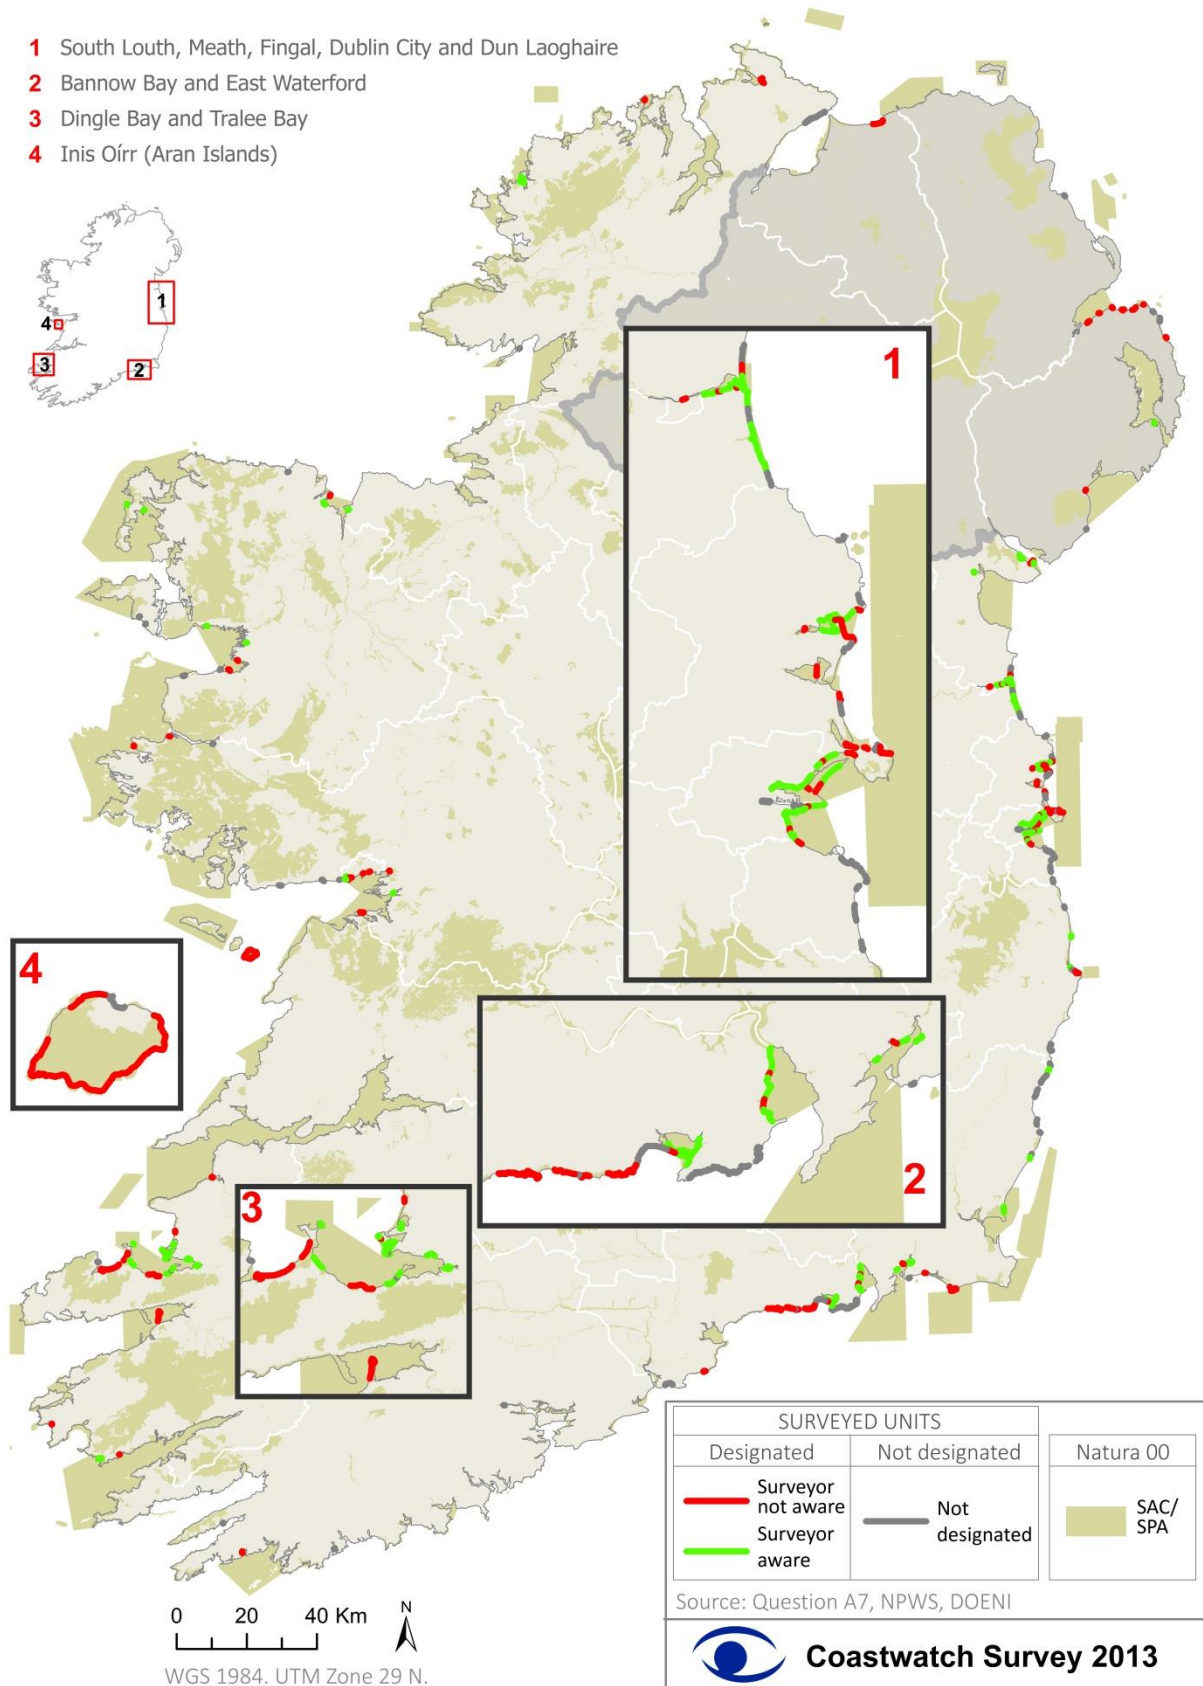 1 South Louth, Meath, Fingal, Dublin City and Dun Laoghaire
2 Bannow Bay and East Waterford
3 Dingle Bay and Tralee Bay
4 Inis Oírr (Aran Islands)
1
4
3
2
1
4
2
3
SURVEYED UNITS
Designated
Not designated
Natura 00
Surveyor
not aware
Surveyor
aware
Not
designated
SAC/
SPA
Source: Question A7, NPWS, DOENI
0 20 40 Km
N
WGS 1984. UTM Zone 29 N.
Coastwatch Survey 2013